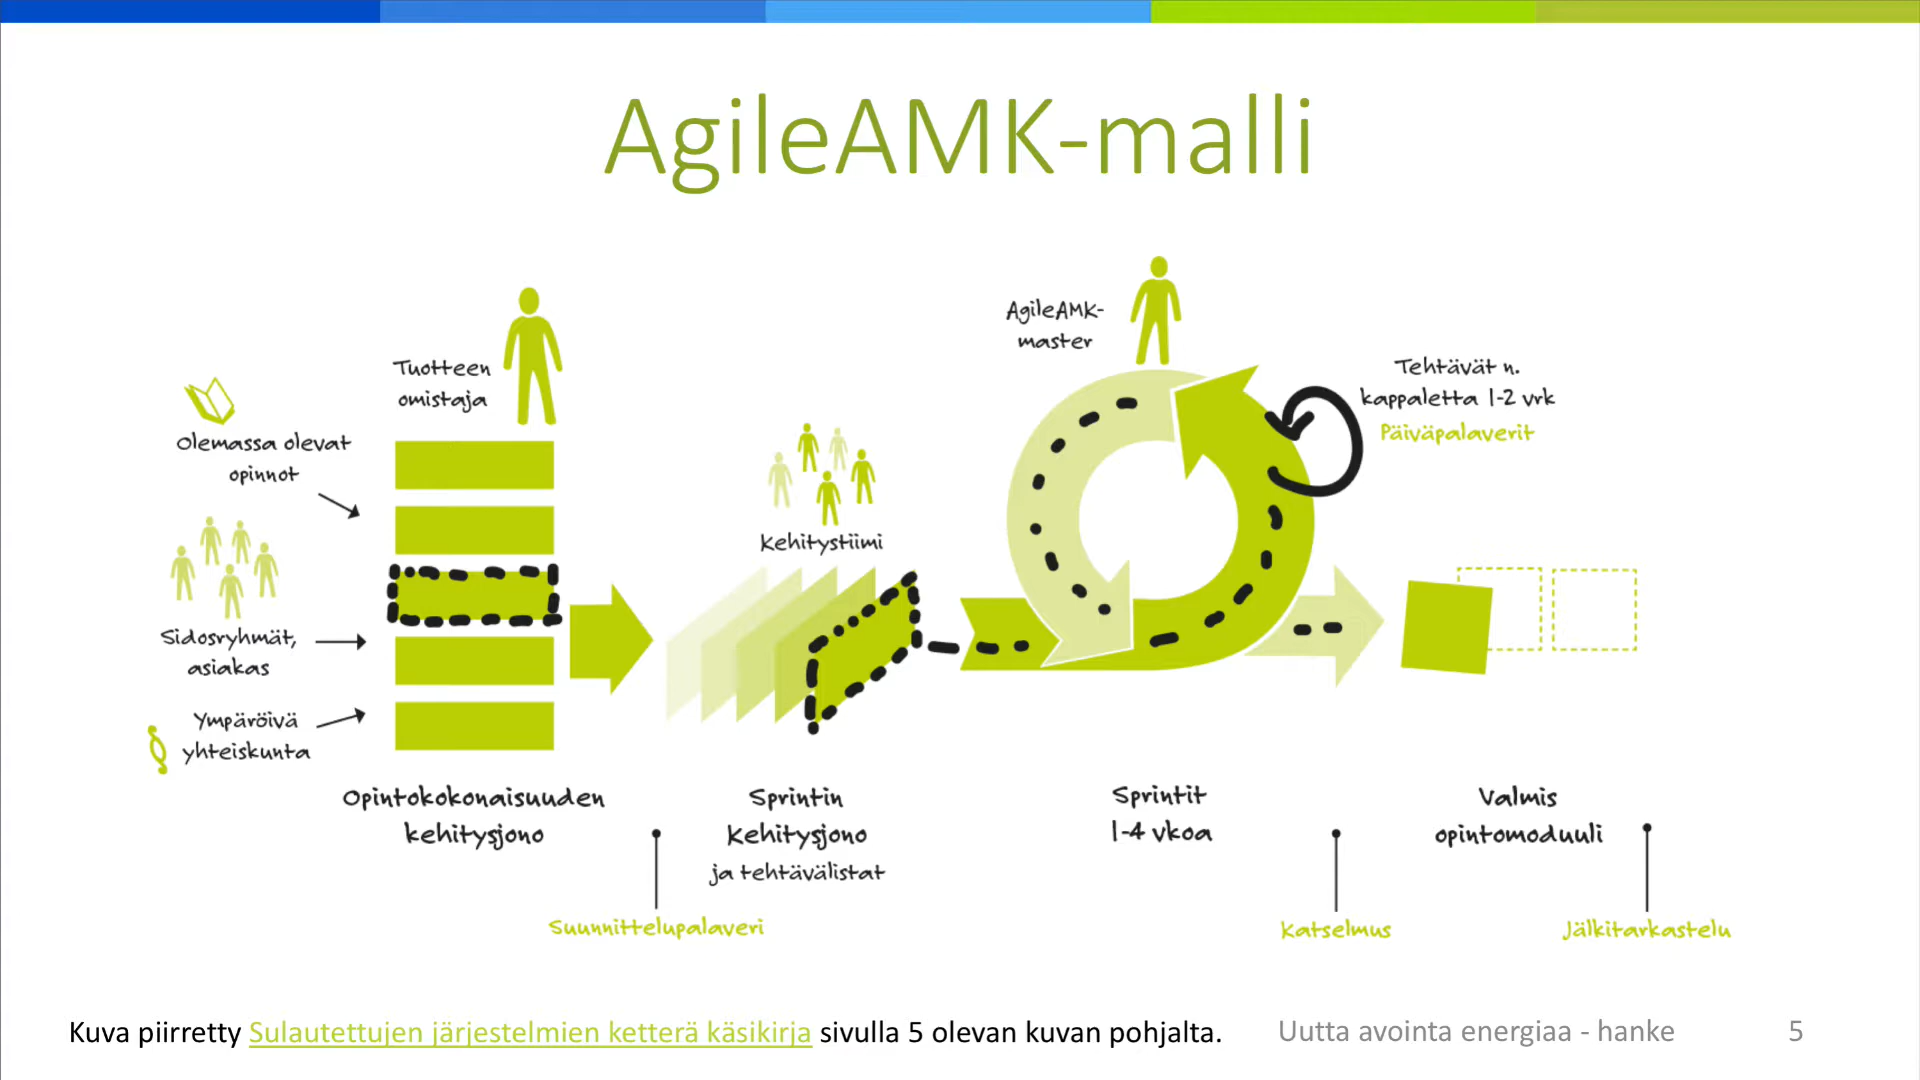 AgileAMK-malli
AgileAMK-
master
Tuotteen
omistaja
Tehtävät n.
kappaletta 1-2 vrk
Päiväpalaverit
Olemassa olevat
opinnot
Kehitystiimi
Sidosryhmät,
asiakas
Ympäröivä
yhteiskunta
Opintokokonaisuuden
kehitysjono
Sprintin
Kehitysjono
ja tehtävälistat
Sprintit
1-4 vkoa
Valmis
opintomoduuli
Suunnittelupalaveri
Katselmus
Jälkitarkastelu
Kuva piirretty Sulautettujen järjestelmien ketterä käsikirja sivulla 5 olevan kuvan pohjalta.
Uutta avointa energiaa - hanke
5